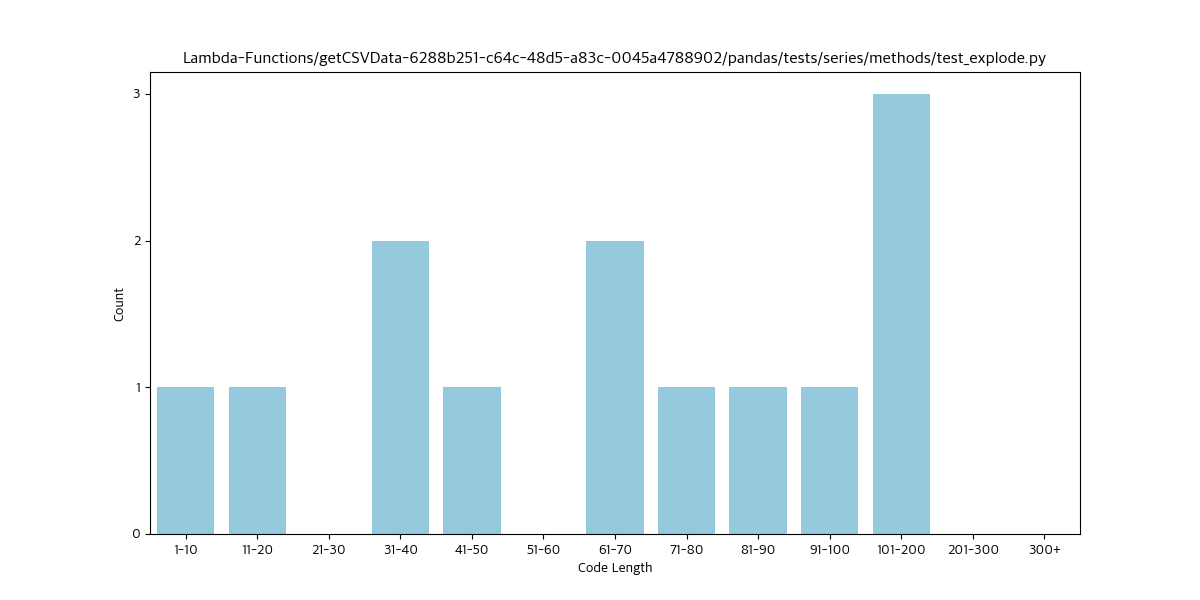 Lambda-Functions/getCSVData-6288b251-c64c-48d5-a83c-0045a4788902/pandas/tests/series/methods/test_explode.py
3
2
1
0
Count
1-10 11-20 21-30 31-40 41-50 51-60 61-70 71-80 81-90 91-100 101-200 201-300 300+
Code Length